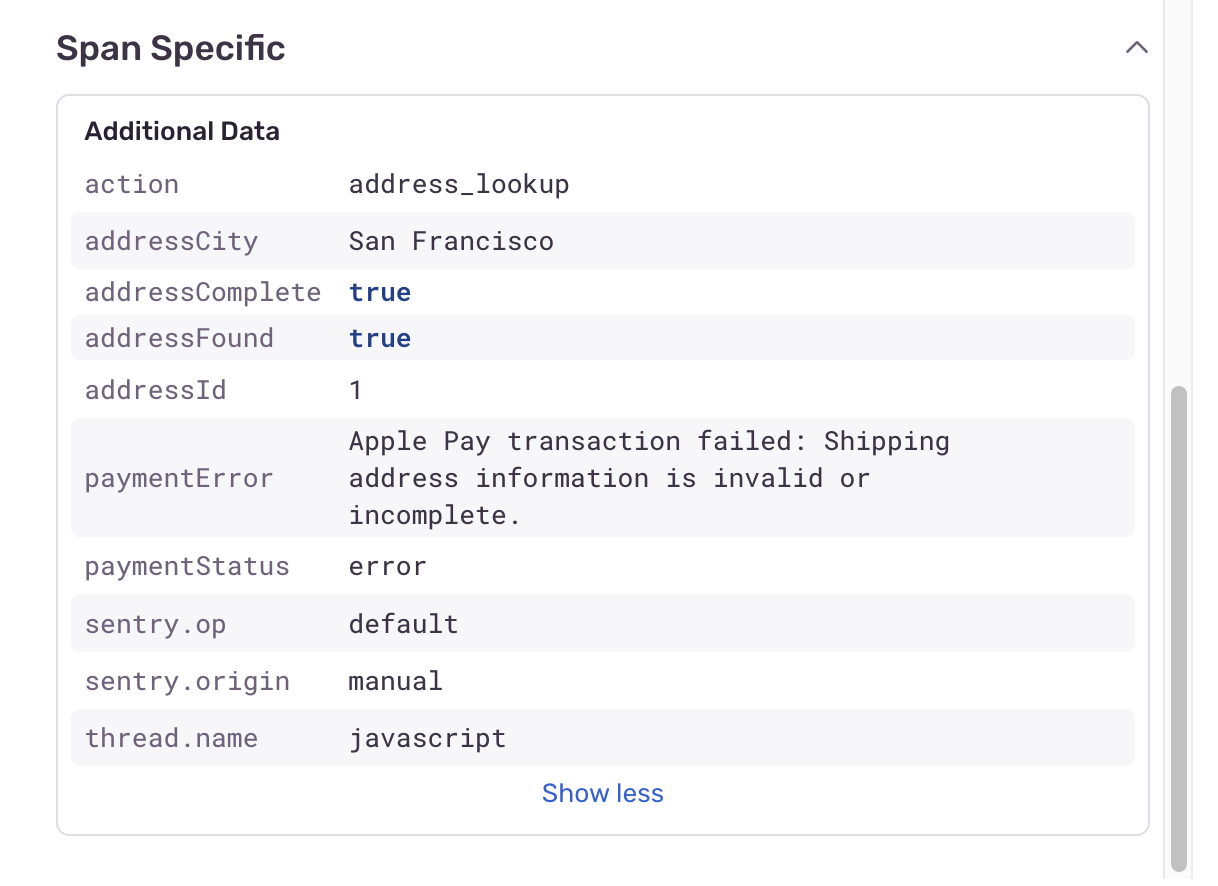 Span Specific
Additional Data
action address_lookup
addressCity San Francisco
addressComplete true
addressFound true
addressId 1
paymentError Apple Pay transaction failed: Shipping
address information is invalid or
incomplete.
paymentStatus error
sentry.op default
sentry.origin manual
thread.name javascript
Show less